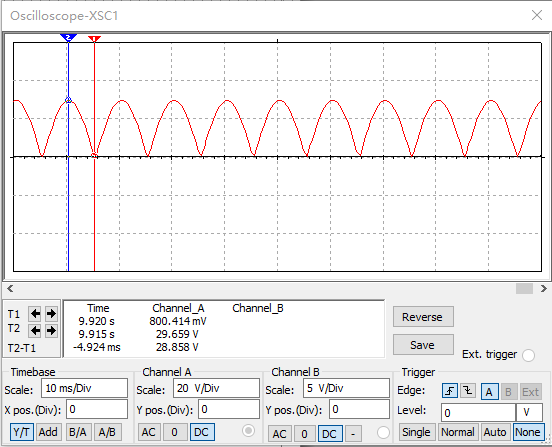 Oscilloscope-XSC1
2 1
T1
T2
T2-T1
Time Channel_A Channel_B
9.920 s 800.414 mV
9.915 s 29.659 V
-4.924 ms 28.858 V
Reverse
Save
Ext. trigger
Timebase
Scale: 10 ms/Div
X pos.(Div): 0
Y/T Add B/A A/B
Channel A
Scale: 20 V/Div
Y pos.(Div): 0
AC 0 DC
Channel B
Scale: 5 V/Div
Y pos.(Div): 0
AC 0 DC -
Trigger
Edge: A B Ext
Level: 0 V
Single Normal Auto None